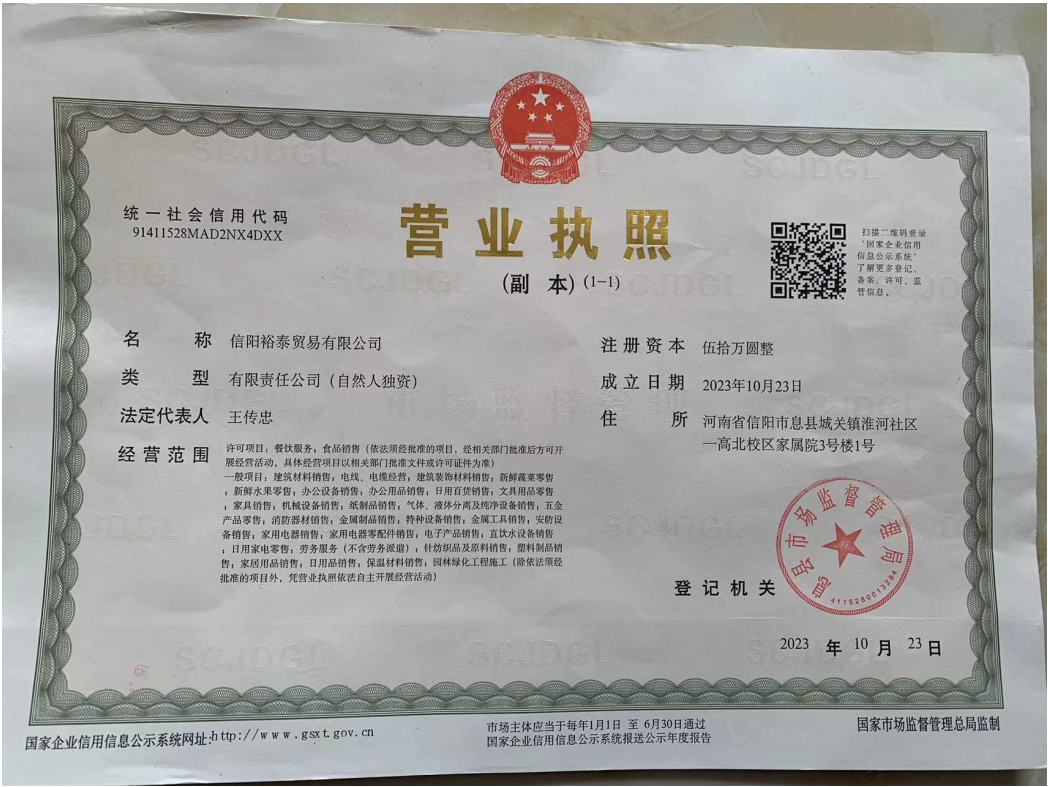 统一社会信用代码
91411528MAD2NX4DXX
营业执照
(副 本) (1-1)
扫描二维码登录
‘国家企业信用
信息公示系统’
了解更多登记、
备案、许可、监
管信息。
名 称 信阳裕泰贸易有限公司
类 型 有限责任公司（自然人独资）
法定代表人 王传忠
经营范围 许可项目：餐饮服务；食品销售（依法须经批准的项目，经相关部门批准后方可开
展经营活动，具体经营项目以相关部门批准文件或许可证件为准）
一般项目：建筑材料销售；电线、电缆经营；建筑装饰材料销售；新鲜蔬菜零售
；新鲜水果零售；办公设备销售；办公用品销售；日用百货销售；文具用品零售
；家具销售；机械设备销售；纸制品销售；气体、液体分离及纯净设备销售；五金
产品零售；消防器材销售；金属制品销售；特种设备销售；金属工具销售；安防设
备销售；家用电器销售；家用电器零配件销售；电子产品销售；直饮水设备销售
；日用家电零售；劳务服务（不含劳务派遣）；针纺织品及原料销售；塑料制品销
售；家居用品销售；日用品销售；保温材料销售；园林绿化工程施工（除依法须经
批准的项目外，凭营业执照依法自主开展经营活动）
注册资本 伍拾万圆整
成立日期 2023年10月23日
住 所 河南省信阳市息县城关镇淮河社区
一高北校区家属院3号楼1号
登记机关
息县市场监督管理局
4115280013284
2023 年 10 月 23 日
国家企业信用信息公示系统网址:http://www.gsxt.gov.cn
市场主体应当于每年1月1日 至 6月30日通过
国家企业信用信息公示系统报送公示年度报告
国家市场监督管理总局监制